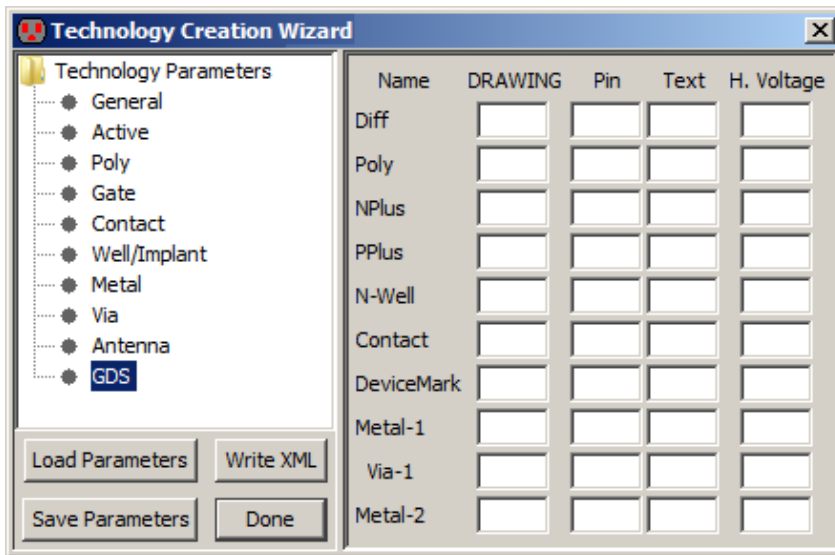 Technology Creation Wizard
Technology Parameters
General
Active
Poly
Gate
Contact
Well/Implant
Metal
Via
Antenna
GDS
Load Parameters Write XML
Save Parameters Done
Name DRAWING Pin Text H. Voltage
Diff
Poly
NPlus
PPlus
N-Well
Contact
DeviceMark
Metal-1
Via-1
Metal-2